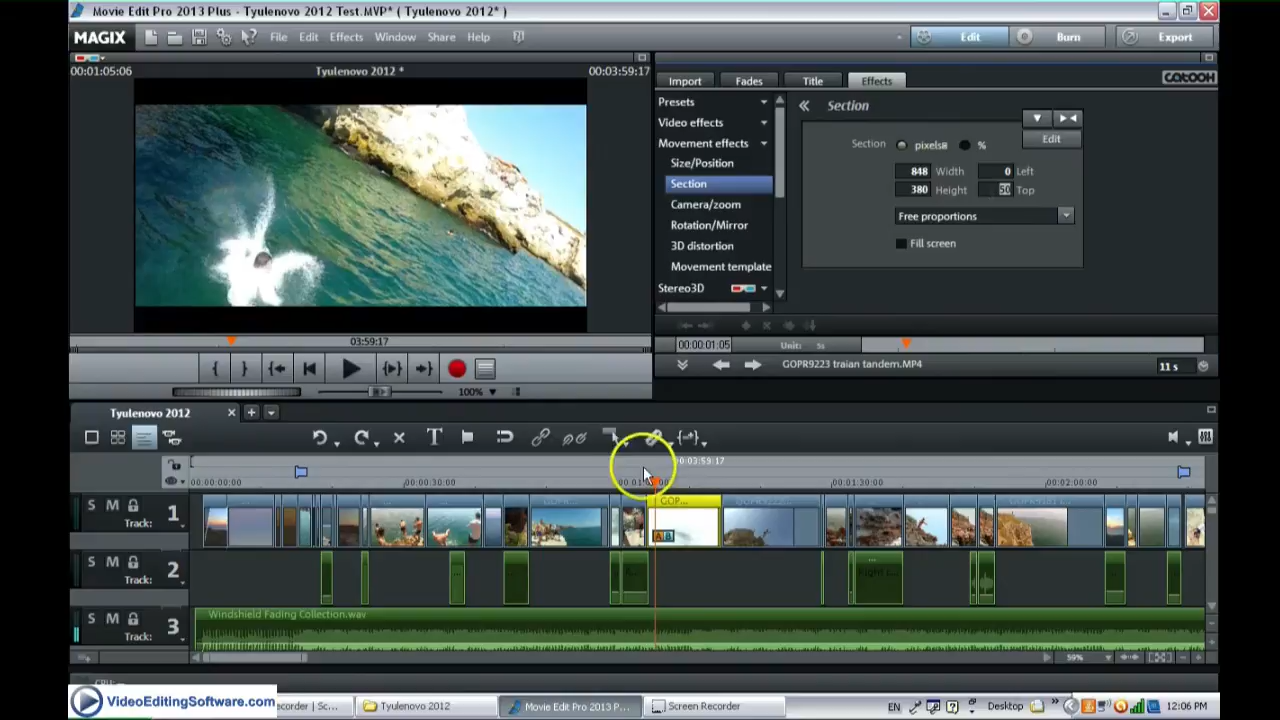 Movie Edit Pro 2013 Plus - Tyulenovo 2012 Test.MVP* ( Tyulenovo 2012* )
MAGIX File Edit Effects Window Share Help Edit Burn Export
00:01:05:06 Tyulenovo 2012 * 00:03:59:17
Import Fades Title Effects CATOOH
Presets
Video effects
Movement effects
Size/Position
Section
Camera/zoom
Rotation/Mirror
3D distortion
Movement template
Stereo3D
Section
Edit
Section pixels %
848 Width 0 Left
380 Height 50 Top
Free proportions
Fill screen
03:59:17
00:00:01:05 Unit: 5s
GOPR9223 traian tandem.MP4 11 s
100%
Tyulenovo 2012
00:03:59:17
00:00:00:00 00:00:30:00 00:01:30:00 00:02:00:00
S M Track: 1
GOP...
A B
S M Track: 2
S M Track: 3
Windshield Fading Collection.wav
59%
CPU: --
VideoEditingSoftware.com
ecorder | Sc... Tyulenovo 2012 Movie Edit Pro 2013 P... Screen Recorder EN Desktop 12:06 PM